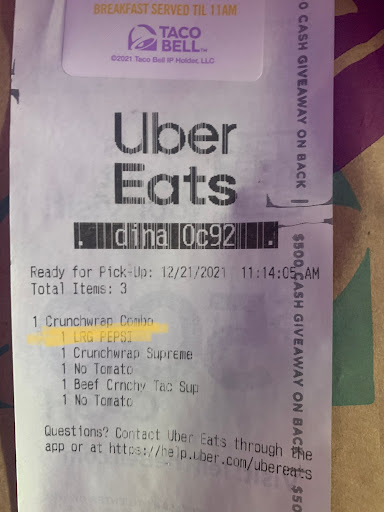 BREAKFAST SERVED TIL 11AM
TACO
BELL™
©2021 Taco Bell IP Holder, LLC
Uber
Eats
. dina 0c92 .
Ready for Pick-Up: 12/21/2021 11:14:05 AM
Total Items: 3
1 Crunchwrap Combo
1 LRG PEPSI
1 Crunchwrap Supreme
1 No Tomato
1 Beef Crnchy Tac Sup
1 No Tomato
Questions? Contact Uber Eats through the
app or at https://help.uber.com/ubereats
0 CASH GIVEAWAY ON BACK
$500 CASH GIVEAWAY ON BACK
$50